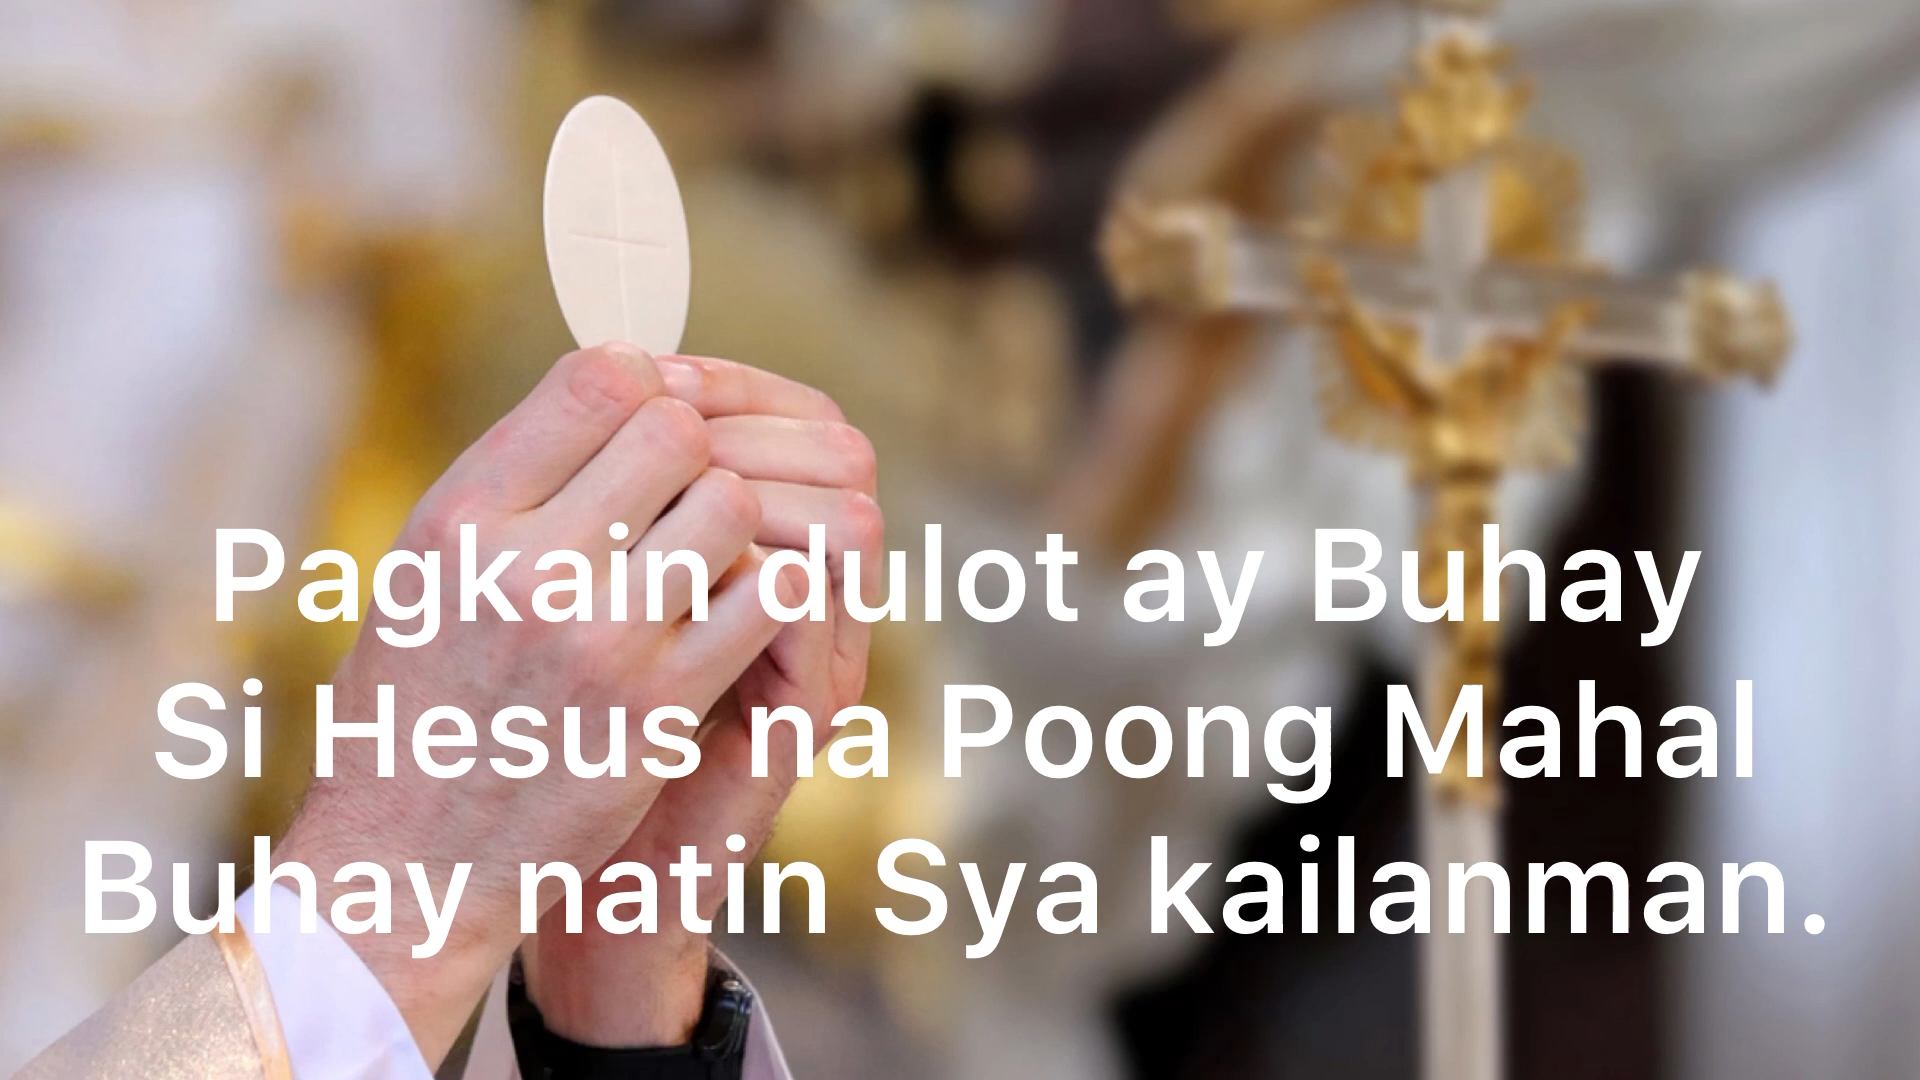 Pagkain dulot ay Buhay
Si Hesus na Poong Mahal
Buhay natin Sya kailanman.